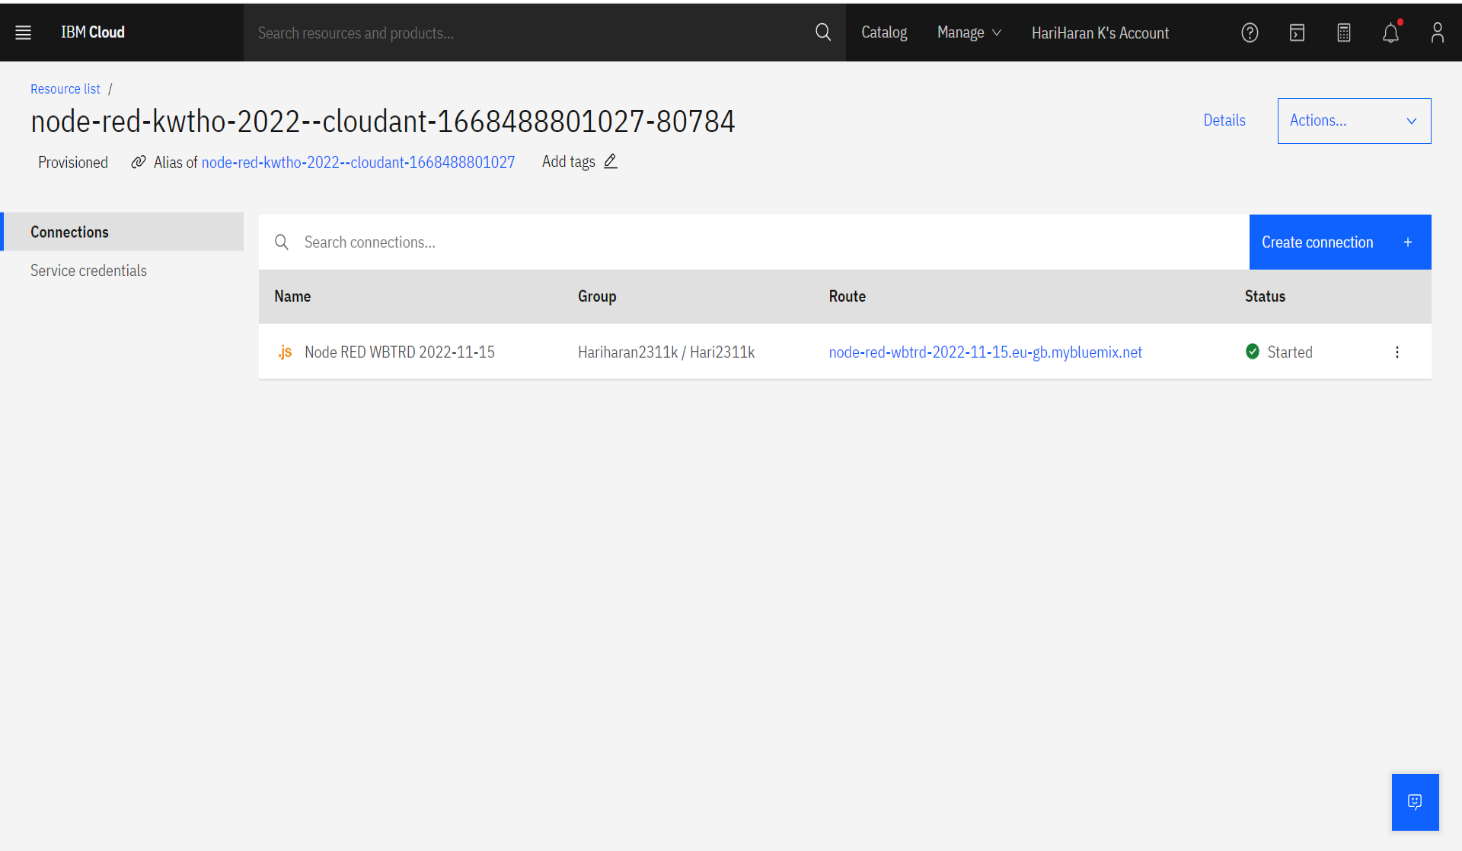 IBM Cloud
Search resources and products...
Catalog
Manage
HariHaran K's Account
Resource list /
node-red-kwtho-2022--cloudant-1668488801027-80784
Details
Actions...
Provisioned
Alias of node-red-kwtho-2022--cloudant-1668488801027
Add tags
Connections
Service credentials
Search connections...
Create connection +
Name Group Route Status
.js Node RED WBTRD 2022-11-15 Hariharan2311k / Hari2311k node-red-wbtrd-2022-11-15.eu-gb.mybluemix.net Started